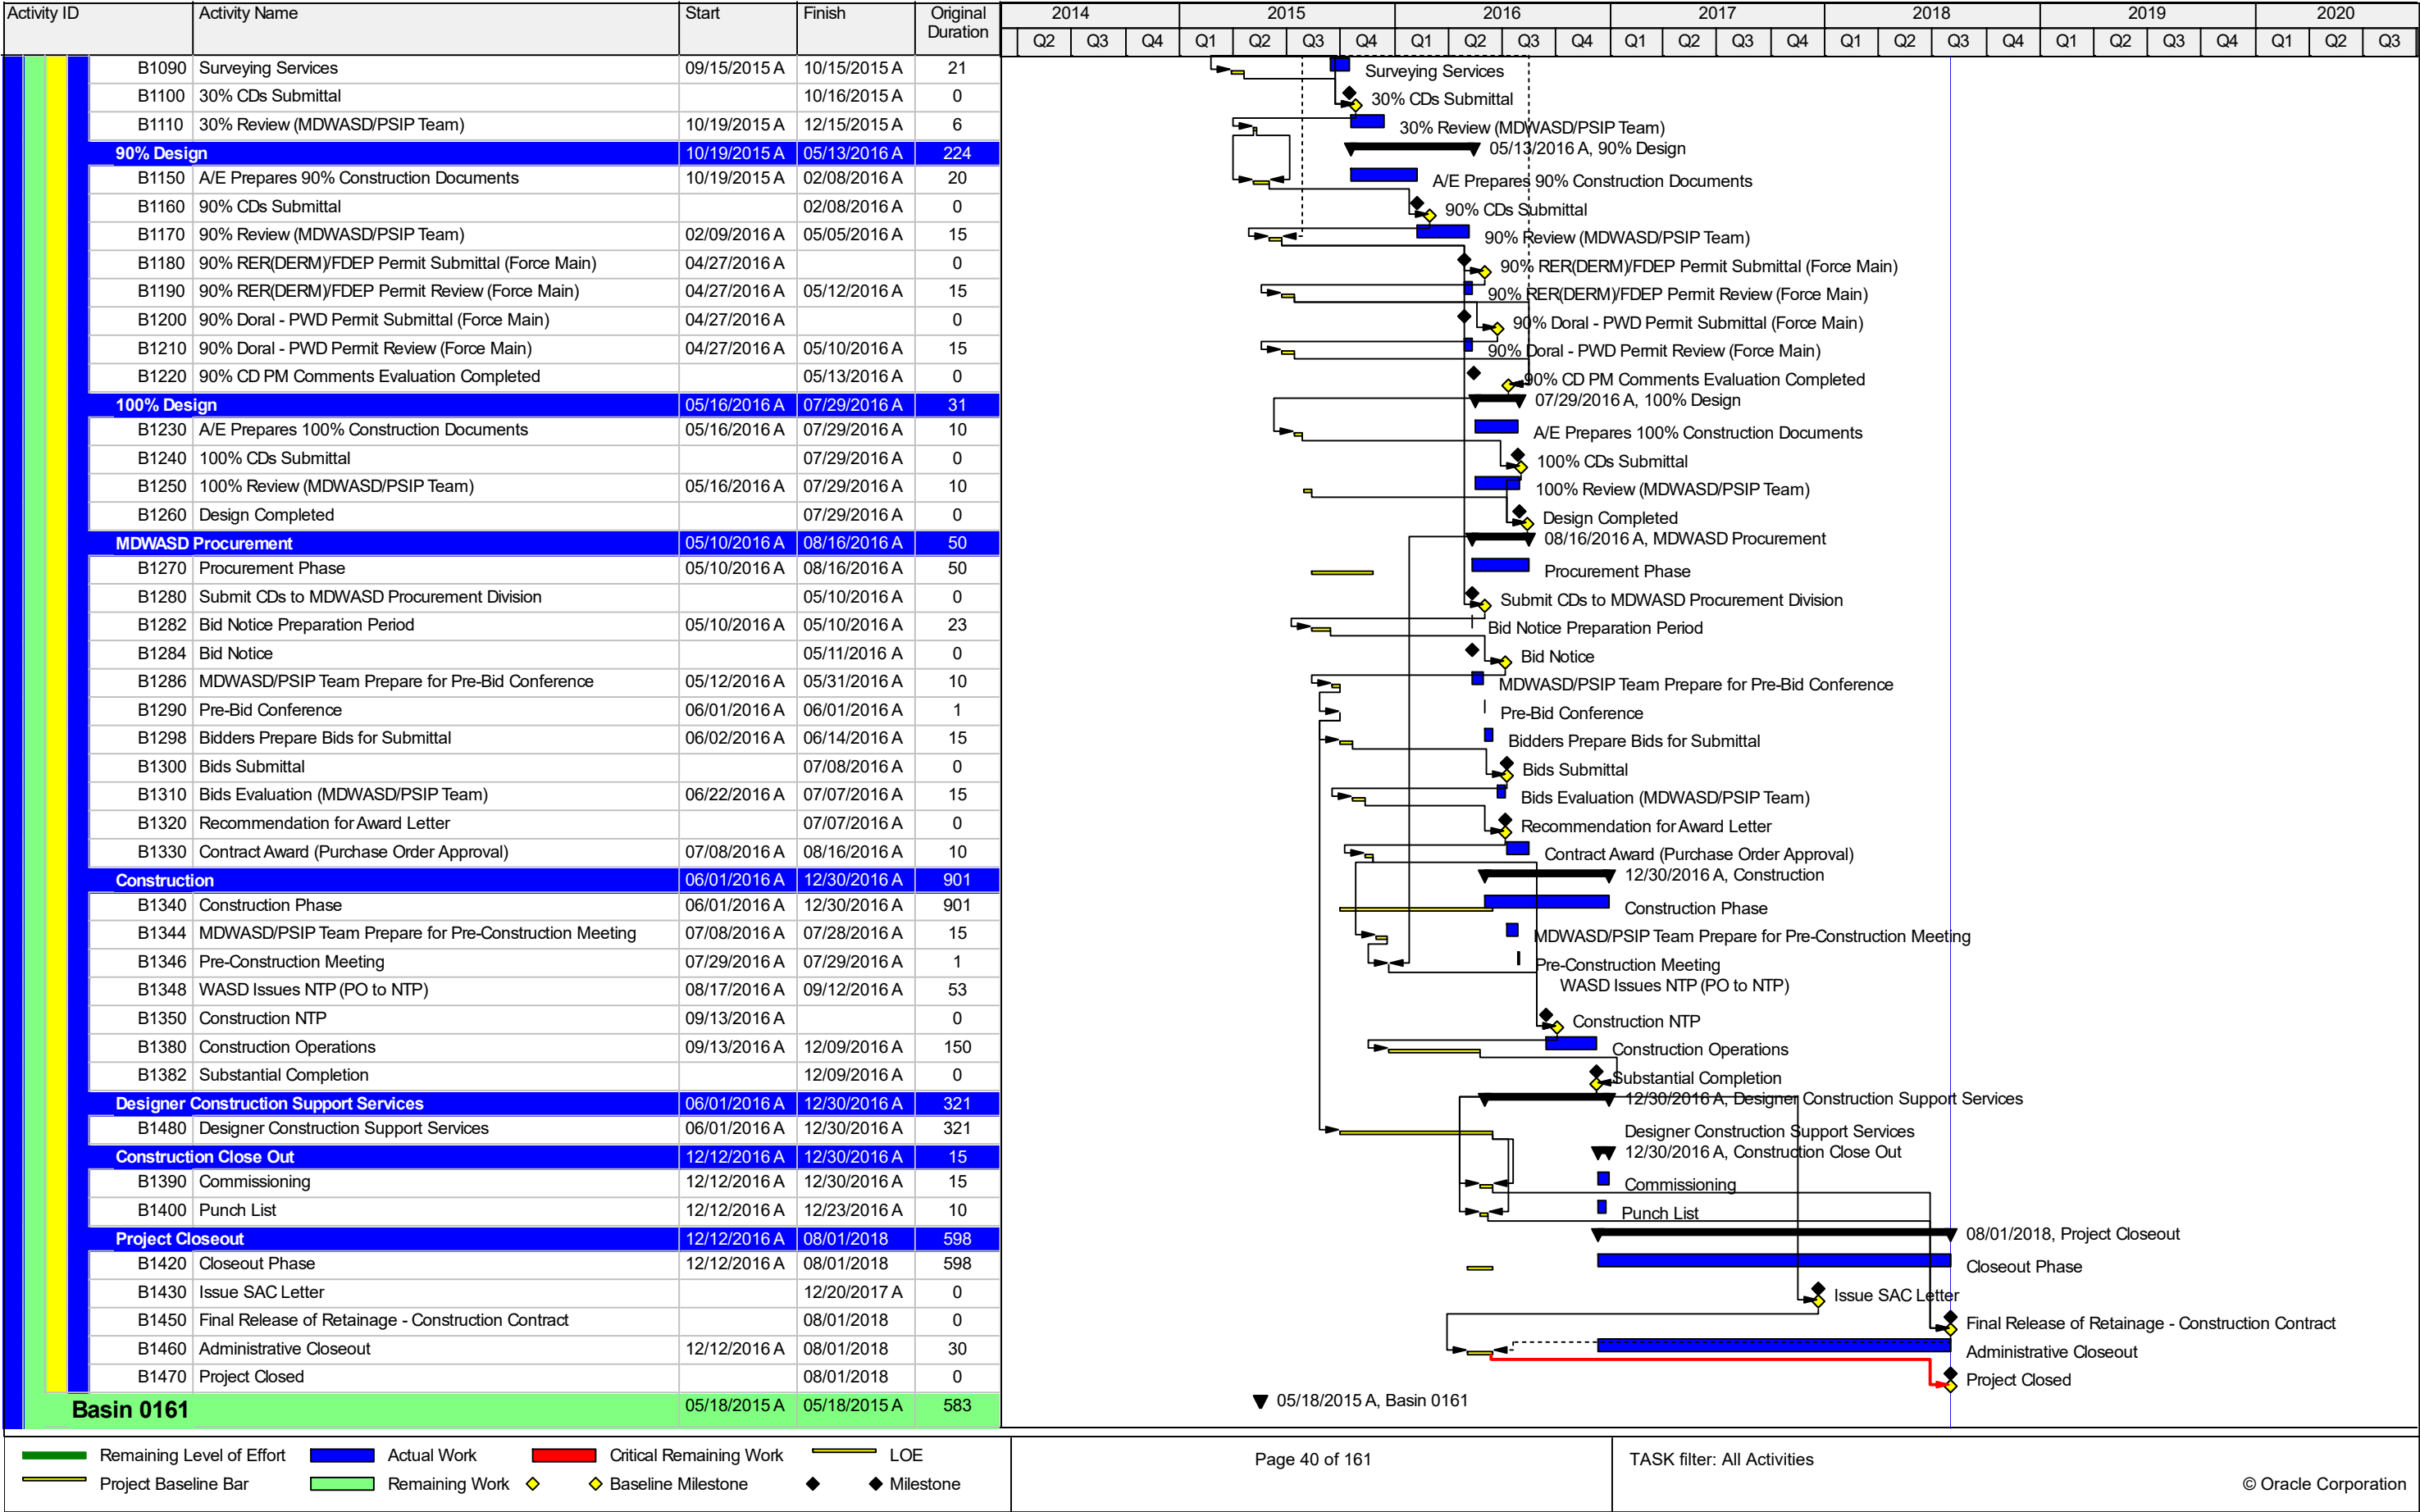 Activity ID Activity Name Start Finish Original Duration 2014 2015 2016 2017 2018 2019 2020
Q2 Q3 Q4 Q1 Q2 Q3 Q4 Q1 Q2 Q3 Q4 Q1 Q2 Q3 Q4 Q1 Q2 Q3 Q4 Q1 Q2 Q3 Q4 Q1 Q2 Q3
B1090 Surveying Services 09/15/2015 A 10/15/2015 A 21 Surveying Services
B1100 30% CDs Submittal 10/16/2015 A 0 30% CDs Submittal
B1110 30% Review (MDWASD/PSIP Team) 10/19/2015 A 12/15/2015 A 6 30% Review (MDWASD/PSIP Team)
90% Design 10/19/2015 A 05/13/2016 A 224 05/13/2016 A, 90% Design
B1150 A/E Prepares 90% Construction Documents 10/19/2015 A 02/08/2016 A 20 A/E Prepares 90% Construction Documents
B1160 90% CDs Submittal 02/08/2016 A 0 90% CDs Submittal
B1170 90% Review (MDWASD/PSIP Team) 02/09/2016 A 05/05/2016 A 15 90% Review (MDWASD/PSIP Team)
B1180 90% RER(DERM)/FDEP Permit Submittal (Force Main) 04/27/2016 A 0 90% RER(DERM)/FDEP Permit Submittal (Force Main)
B1190 90% RER(DERM)/FDEP Permit Review (Force Main) 04/27/2016 A 05/12/2016 A 15 90% RER(DERM)/FDEP Permit Review (Force Main)
B1200 90% Doral - PWD Permit Submittal (Force Main) 04/27/2016 A 0 90% Doral - PWD Permit Submittal (Force Main)
B1210 90% Doral - PWD Permit Review (Force Main) 04/27/2016 A 05/10/2016 A 15 90% Doral - PWD Permit Review (Force Main)
B1220 90% CD PM Comments Evaluation Completed 05/13/2016 A 0 90% CD PM Comments Evaluation Completed
100% Design 05/16/2016 A 07/29/2016 A 31 07/29/2016 A, 100% Design
B1230 A/E Prepares 100% Construction Documents 05/16/2016 A 07/29/2016 A 10 A/E Prepares 100% Construction Documents
B1240 100% CDs Submittal 07/29/2016 A 0 100% CDs Submittal
B1250 100% Review (MDWASD/PSIP Team) 05/16/2016 A 07/29/2016 A 10 100% Review (MDWASD/PSIP Team)
B1260 Design Completed 07/29/2016 A 0 Design Completed
MDWASD Procurement 05/10/2016 A 08/16/2016 A 50 08/16/2016 A, MDWASD Procurement
B1270 Procurement Phase 05/10/2016 A 08/16/2016 A 50 Procurement Phase
B1280 Submit CDs to MDWASD Procurement Division 05/10/2016 A 0 Submit CDs to MDWASD Procurement Division
B1282 Bid Notice Preparation Period 05/10/2016 A 05/10/2016 A 23 Bid Notice Preparation Period
B1284 Bid Notice 05/11/2016 A 0 Bid Notice
B1286 MDWASD/PSIP Team Prepare for Pre-Bid Conference 05/12/2016 A 05/31/2016 A 10 MDWASD/PSIP Team Prepare for Pre-Bid Conference
B1290 Pre-Bid Conference 06/01/2016 A 06/01/2016 A 1 Pre-Bid Conference
B1298 Bidders Prepare Bids for Submittal 06/02/2016 A 06/14/2016 A 15 Bidders Prepare Bids for Submittal
B1300 Bids Submittal 07/08/2016 A 0 Bids Submittal
B1310 Bids Evaluation (MDWASD/PSIP Team) 06/22/2016 A 07/07/2016 A 15 Bids Evaluation (MDWASD/PSIP Team)
B1320 Recommendation for Award Letter 07/07/2016 A 0 Recommendation for Award Letter
B1330 Contract Award (Purchase Order Approval) 07/08/2016 A 08/16/2016 A 10 Contract Award (Purchase Order Approval)
Construction 06/01/2016 A 12/30/2016 A 901 12/30/2016 A, Construction
B1340 Construction Phase 06/01/2016 A 12/30/2016 A 901 Construction Phase
B1344 MDWASD/PSIP Team Prepare for Pre-Construction Meeting 07/08/2016 A 07/28/2016 A 15 MDWASD/PSIP Team Prepare for Pre-Construction Meeting
B1346 Pre-Construction Meeting 07/29/2016 A 07/29/2016 A 1 Pre-Construction Meeting
B1348 WASD Issues NTP (PO to NTP) 08/17/2016 A 09/12/2016 A 53 WASD Issues NTP (PO to NTP)
B1350 Construction NTP 09/13/2016 A 0 Construction NTP
B1380 Construction Operations 09/13/2016 A 12/09/2016 A 150 Construction Operations
B1382 Substantial Completion 12/09/2016 A 0 Substantial Completion
Designer Construction Support Services 06/01/2016 A 12/30/2016 A 321 12/30/2016 A, Designer Construction Support Services
B1480 Designer Construction Support Services 06/01/2016 A 12/30/2016 A 321 Designer Construction Support Services
Construction Close Out 12/12/2016 A 12/30/2016 A 15 12/30/2016 A, Construction Close Out
B1390 Commissioning 12/12/2016 A 12/30/2016 A 15 Commissioning
B1400 Punch List 12/12/2016 A 12/23/2016 A 10 Punch List
Project Closeout 12/12/2016 A 08/01/2018 598 08/01/2018, Project Closeout
B1420 Closeout Phase 12/12/2016 A 08/01/2018 598 Closeout Phase
B1430 Issue SAC Letter 12/20/2017 A 0 Issue SAC Letter
B1450 Final Release of Retainage - Construction Contract 08/01/2018 0 Final Release of Retainage - Construction Contract
B1460 Administrative Closeout 12/12/2016 A 08/01/2018 30 Administrative Closeout
B1470 Project Closed 08/01/2018 0 Project Closed
Basin 0161 05/18/2015 A 05/18/2015 A 583 05/18/2015 A, Basin 0161
Remaining Level of Effort Actual Work Critical Remaining Work LOE
Project Baseline Bar Remaining Work Baseline Milestone Milestone
Page 40 of 161
TASK filter: All Activities
© Oracle Corporation